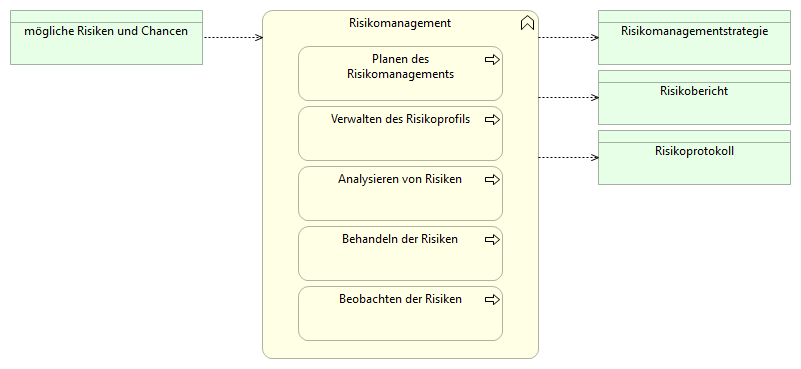 mögliche Risiken und Chancen
Risikomanagement
Planen des
Risikomanagements
Verwalten des Risikoprofils
Analysieren von Risiken
Behandeln der Risiken
Beobachten der Risiken
Risikomanagementstrategie
Risikobericht
Risikoprotokoll